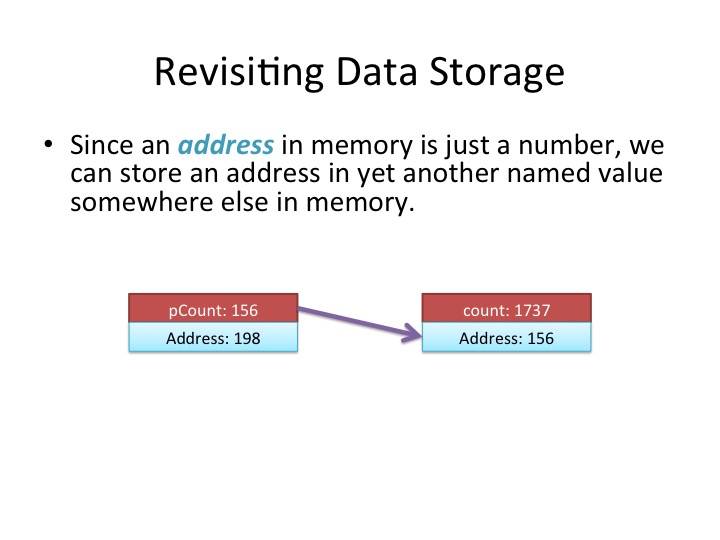 Revisiting Data Storage
• Since an address in memory is just a number, we
can store an address in yet another named value
somewhere else in memory.
pCount: 156
Address: 198
count: 1737
Address: 156